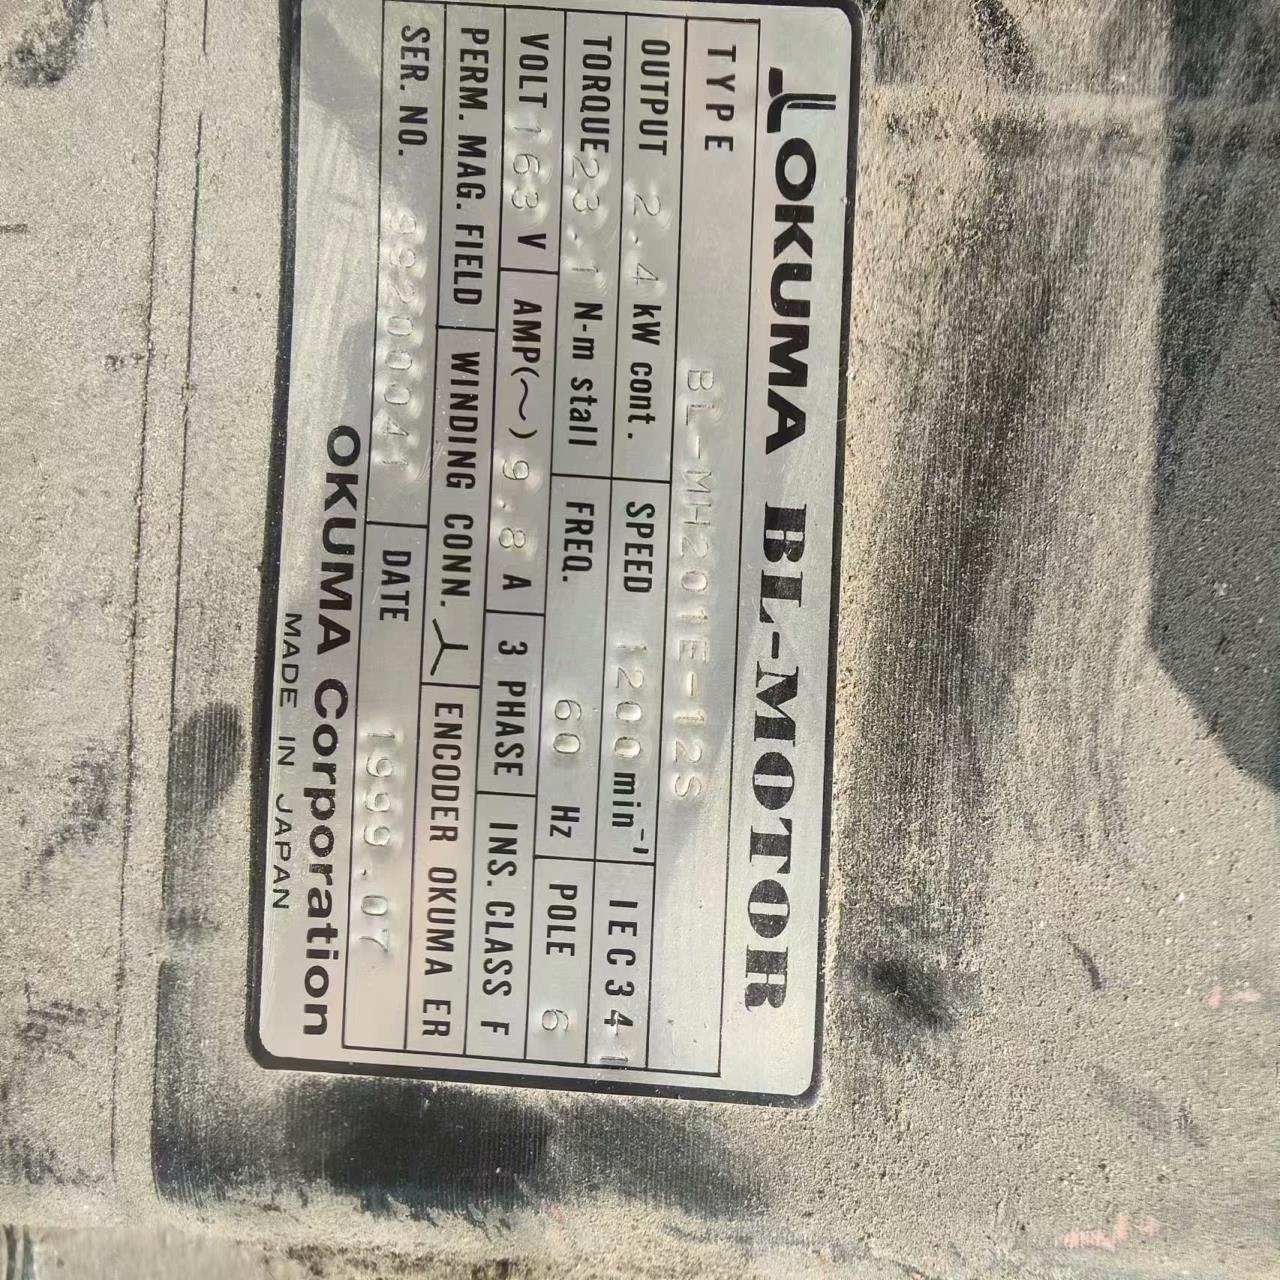 OKUMA BL-MOTOR
TYPE BL-MH201E-12S
OUTPUT 2.4 kW cont. SPEED 1200 min⁻¹ IEC34-1
TORQUE 23.1 N-m stall FREQ. 60 Hz POLE 6
VOLT 163 V AMP(~) 9.8 A 3 PHASE INS. CLASS F
PERM. MAG. FIELD WINDING CONN. ENCODER OKUMA ER
SER. NO. 99200041 DATE 1999.07
OKUMA Corporation
MADE IN JAPAN